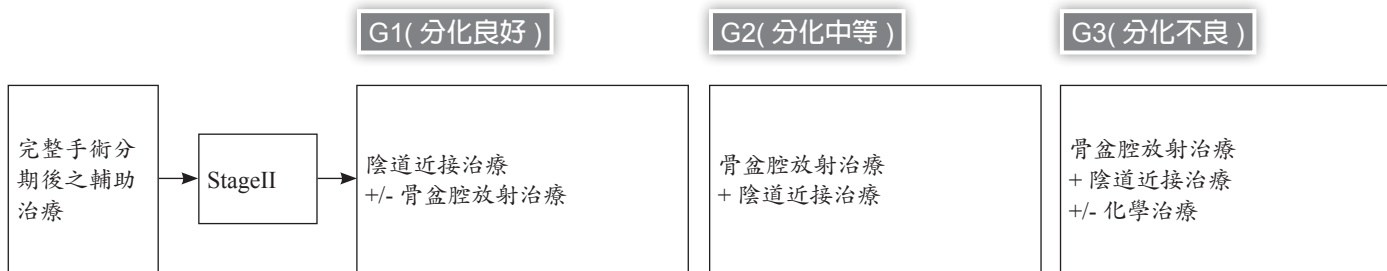 G1( 分化良好 )
G2( 分化中等 )
G3( 分化不良 )
完整手術分
期後之輔助
治療
StageII
陰道近接治療
+/- 骨盆腔放射治療
骨盆腔放射治療
+ 陰道近接治療
骨盆腔放射治療
+ 陰道近接治療
+/- 化學治療